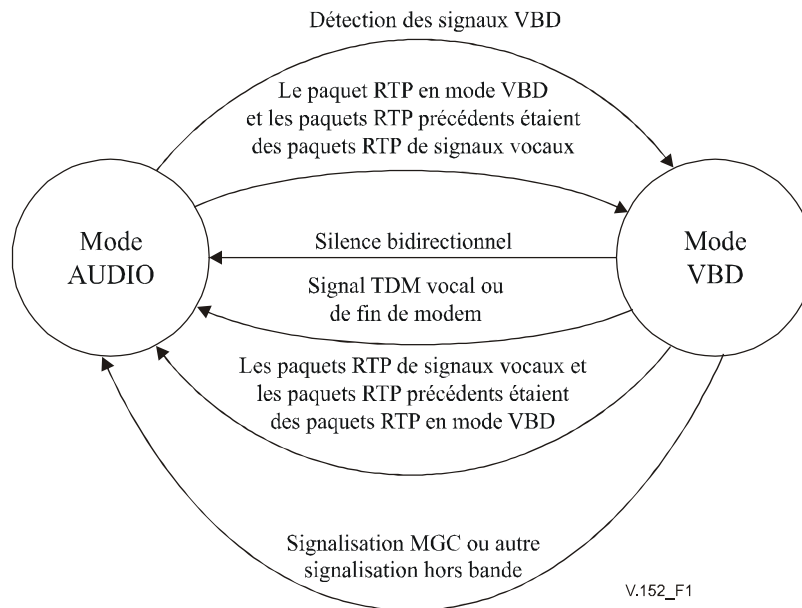 Détection des signaux VBD
Le paquet RTP en mode VBD
et les paquets RTP précédents étaient
des paquets RTP de signaux vocaux
Mode
AUDIO
Silence bidirectionnel
Mode
VBD
Signal TDM vocal ou
de fin de modem
Les paquets RTP de signaux vocaux et
les paquets RTP précédents étaient
des paquets RTP en mode VBD
Signalisation MGC ou autre
signalisation hors bande
V.152_F1